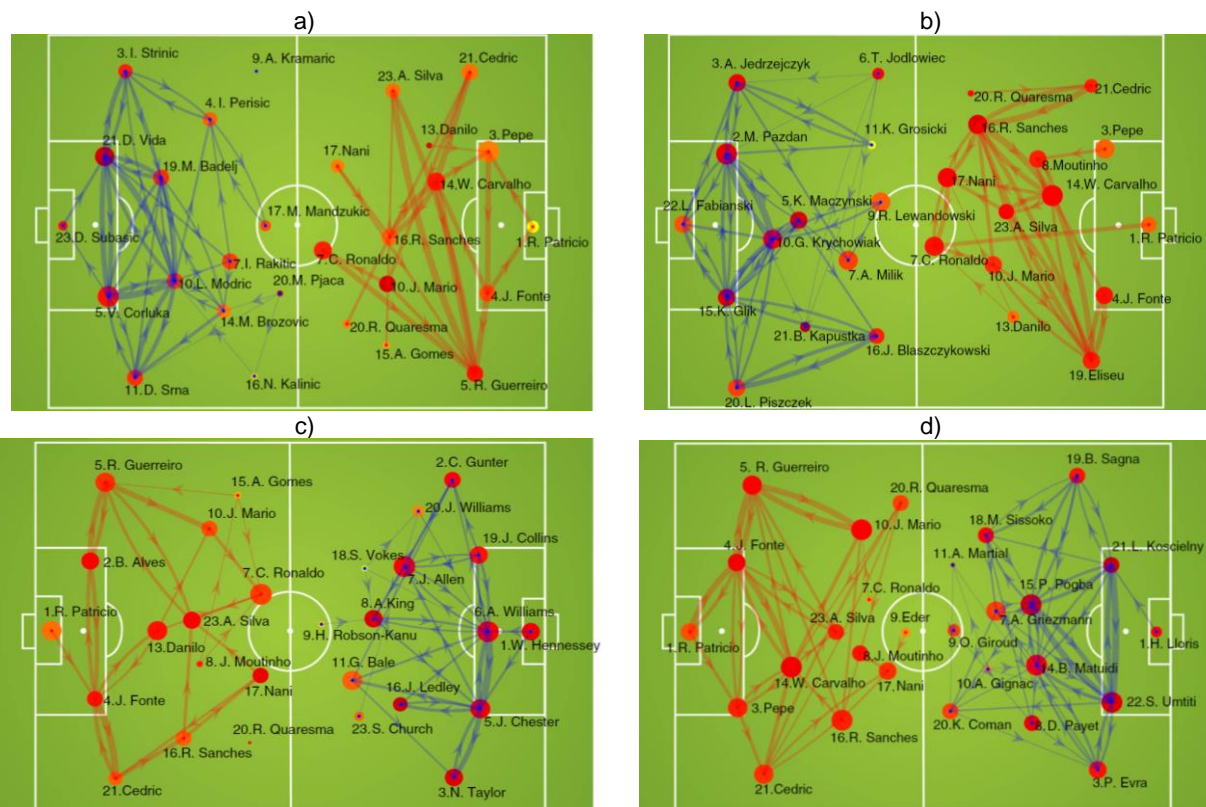 a)
3.I. Strinic
9.A. Kramaric
21.Cedric
23.A. Silva
4.I. Perisic
13.Danilo
3.Pepe
21.D. Vida
19.M. Badelj
17.Nani
14.W. Carvalho
17.M. Mandzukic
23.D. Subasic
16.R. Sanches
1.R. Patricio
7.I. Rakitic
7.C. Ronaldo
20.M. Pjaca
10.L. Modric
10.J. Mario
4.J. Fonte
5.V. Corluka
14.M. Brozovic
20.R. Quaresma
15.A. Gomes
11.D. Srna
16.N. Kalinic
5.R. Guerreiro
b)
6.T. Jodlowiec
3.A. Jedrzejczyk
20.R. Quaresma
21.Cedric
11.K. Grosicki
16.R. Sanches
2.M. Pazdan
3.Pepe
8.Moutinho
17.Nani
14.W. Carvalho
5.K. Maczynski
22.L. Fabianski
9.R. Lewandowski
23.A. Silva
1.R. Patricio
10.G. Krychowiak
7.C. Ronaldo
7.A. Milik
10.J. Mario
15.K. Glik
4.J. Fonte
13.Danilo
21.B. Kapustka
16.J. Blaszczykowski
19.Eliseu
20.L. Piszczek
c)
5.R. Guerreiro
2.C. Gunter
15.A. Gomes
20.J. Williams
10.J. Mario
19.J. Collins
18.S. Vokes
2.B. Alves
7.J. Allen
7.C. Ronaldo
8.A.King
6.A. Williams
1.R. Patricio
23.A. Silva
9.H. Robson-Kanu
1.W. Hennessey
13.Danilo
8.J. Moutinho
11.G. Bale
17.Nani
16.J. Ledley
4.J. Fonte
5.J. Chester
23.S. Church
20.R. Quaresma
16.R. Sanches
21.Cedric
3.N. Taylor
d)
5. R. Guerreiro
19.B. Sagna
20.R. Quaresma
10.J. Mario
18.M. Sissoko
4.J. Fonte
11.A. Martial
21.L. Koscielny
7.C. Ronaldo
15.P. Pogba
23.A. Silva
9.Eder
7.A. Griezmann
1.R. Patricio
9.O. Giroud
1.H. Lloris
8.J. Moutinho
14.B. Matuidi
14.W. Carvalho
17.Nani
10.A. Gignac
3.Pepe
22.S. Umtiti
20.K. Coman
8.D. Payet
16.R. Sanches
21.Cedric
3.P. Evra